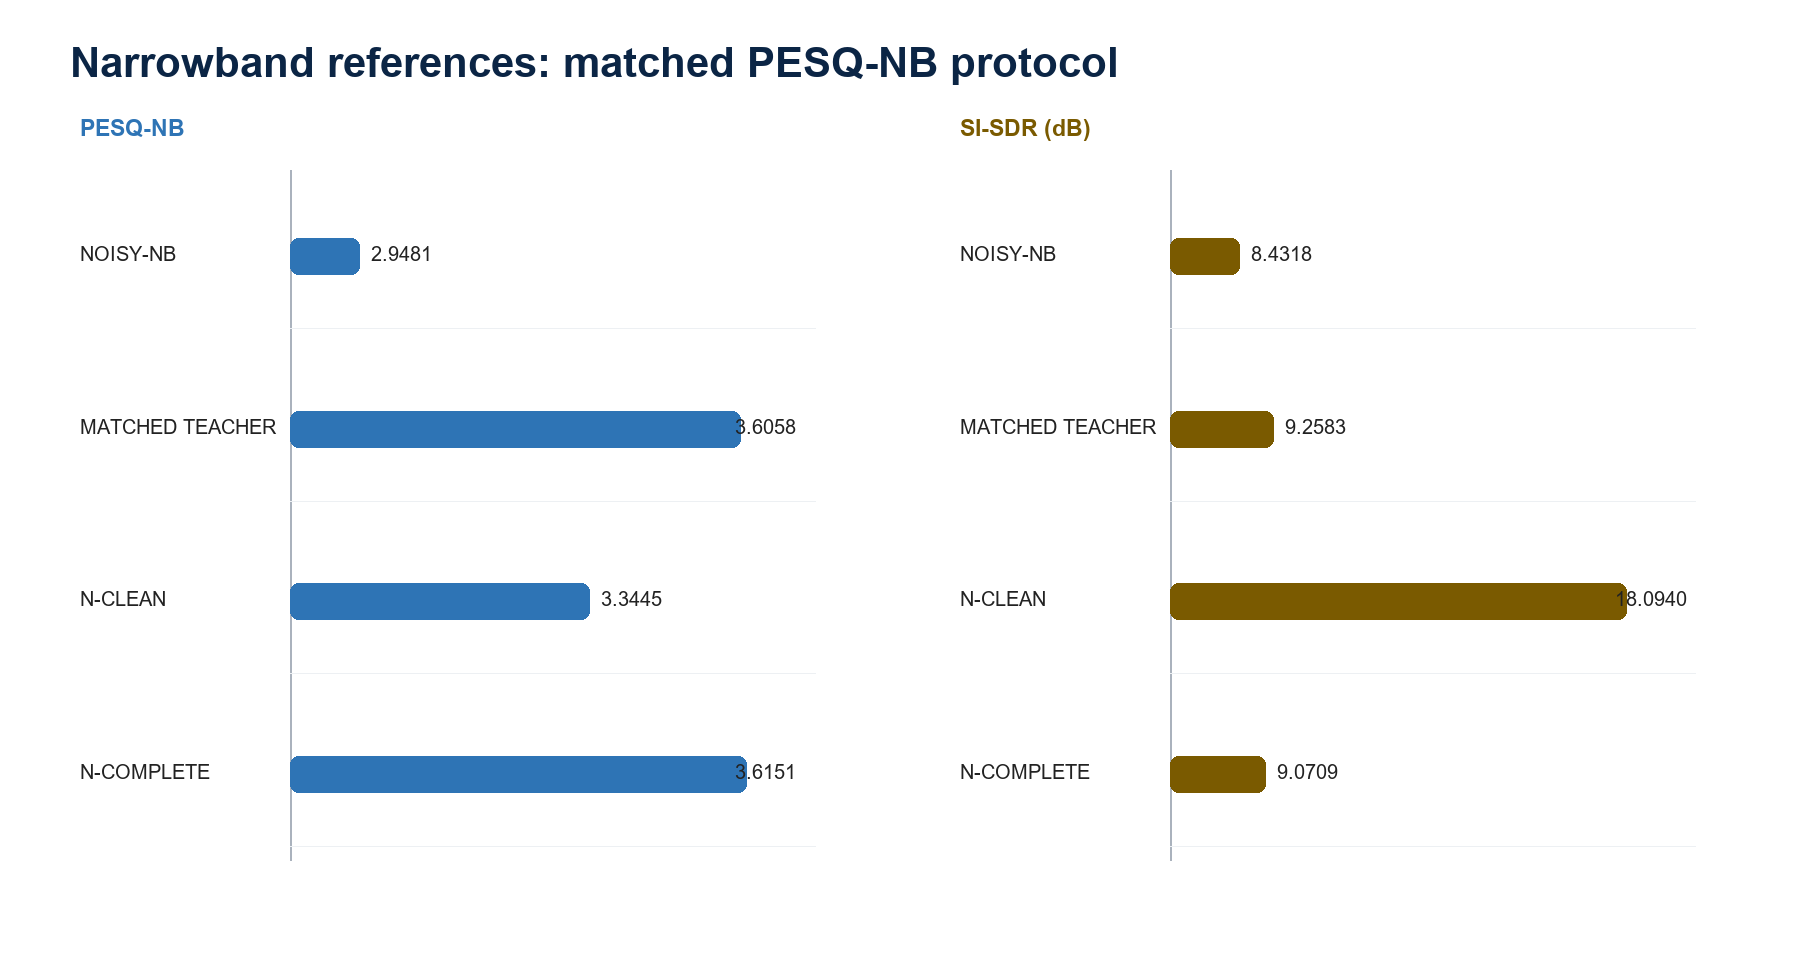 Narrowband references: matched PESQ-NB protocol
PESQ-NB
NOISY-NB 2.9481
MATCHED TEACHER 3.6058
N-CLEAN 3.3445
N-COMPLETE 3.6151
SI-SDR (dB)
NOISY-NB 8.4318
MATCHED TEACHER 9.2583
N-CLEAN 18.0940
N-COMPLETE 9.0709